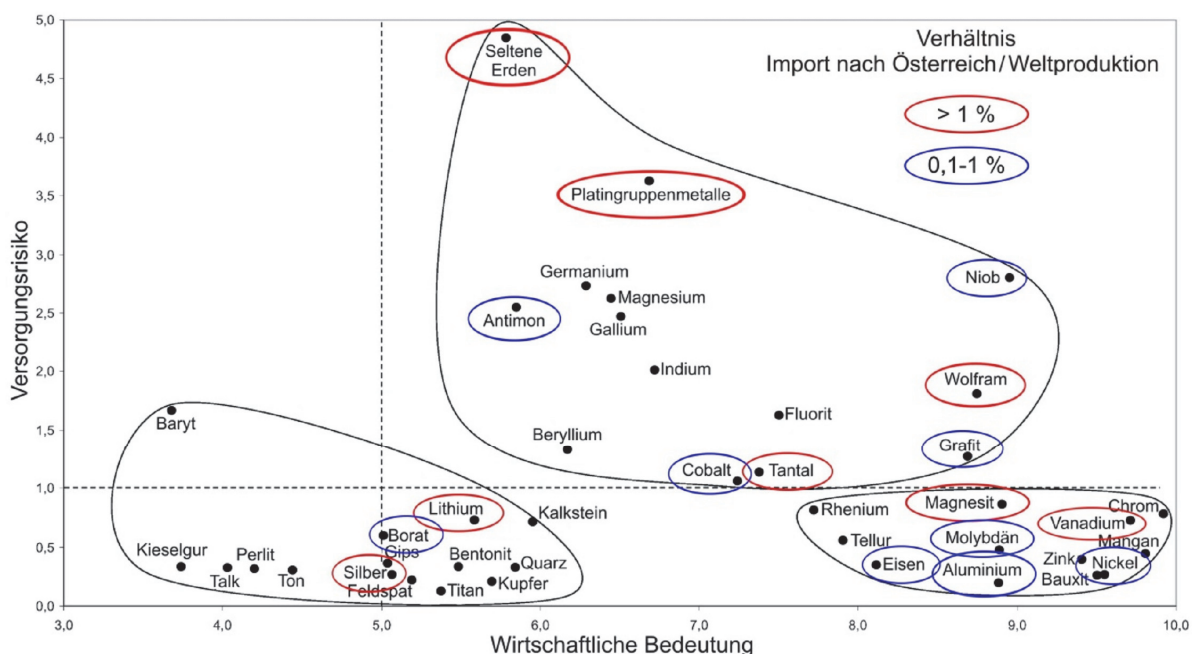 Verhältnis
Import nach Österreich/Weltproduktion
> 1 %
0,1-1 %
Versorgungsrisiko
5,0
4,5
4,0
3,5
3,0
2,5
2,0
1,5
1,0
0,5
0,0
Seltene
Erden
Platingruppenmetalle
Germanium
Magnesium
Gallium
Antimon
Niob
Indium
Wolfram
Fluorit
Beryllium
Grafit
Cobalt
Tantal
Baryt
Lithium
Kalkstein
Borat
Gips
Kieselgur
Perlit
Talk
Ton
Silber
Bentonit
Quarz
Feldspat
Titan
Kupfer
Rhenium
Magnesit
Chrom
Vanadium
Tellur
Molybdän
Mangan
Eisen
Aluminium
Zink
Nickel
Bauxit
3,0
4,0
5,0
6,0
7,0
8,0
9,0
10,0
Wirtschaftliche Bedeutung